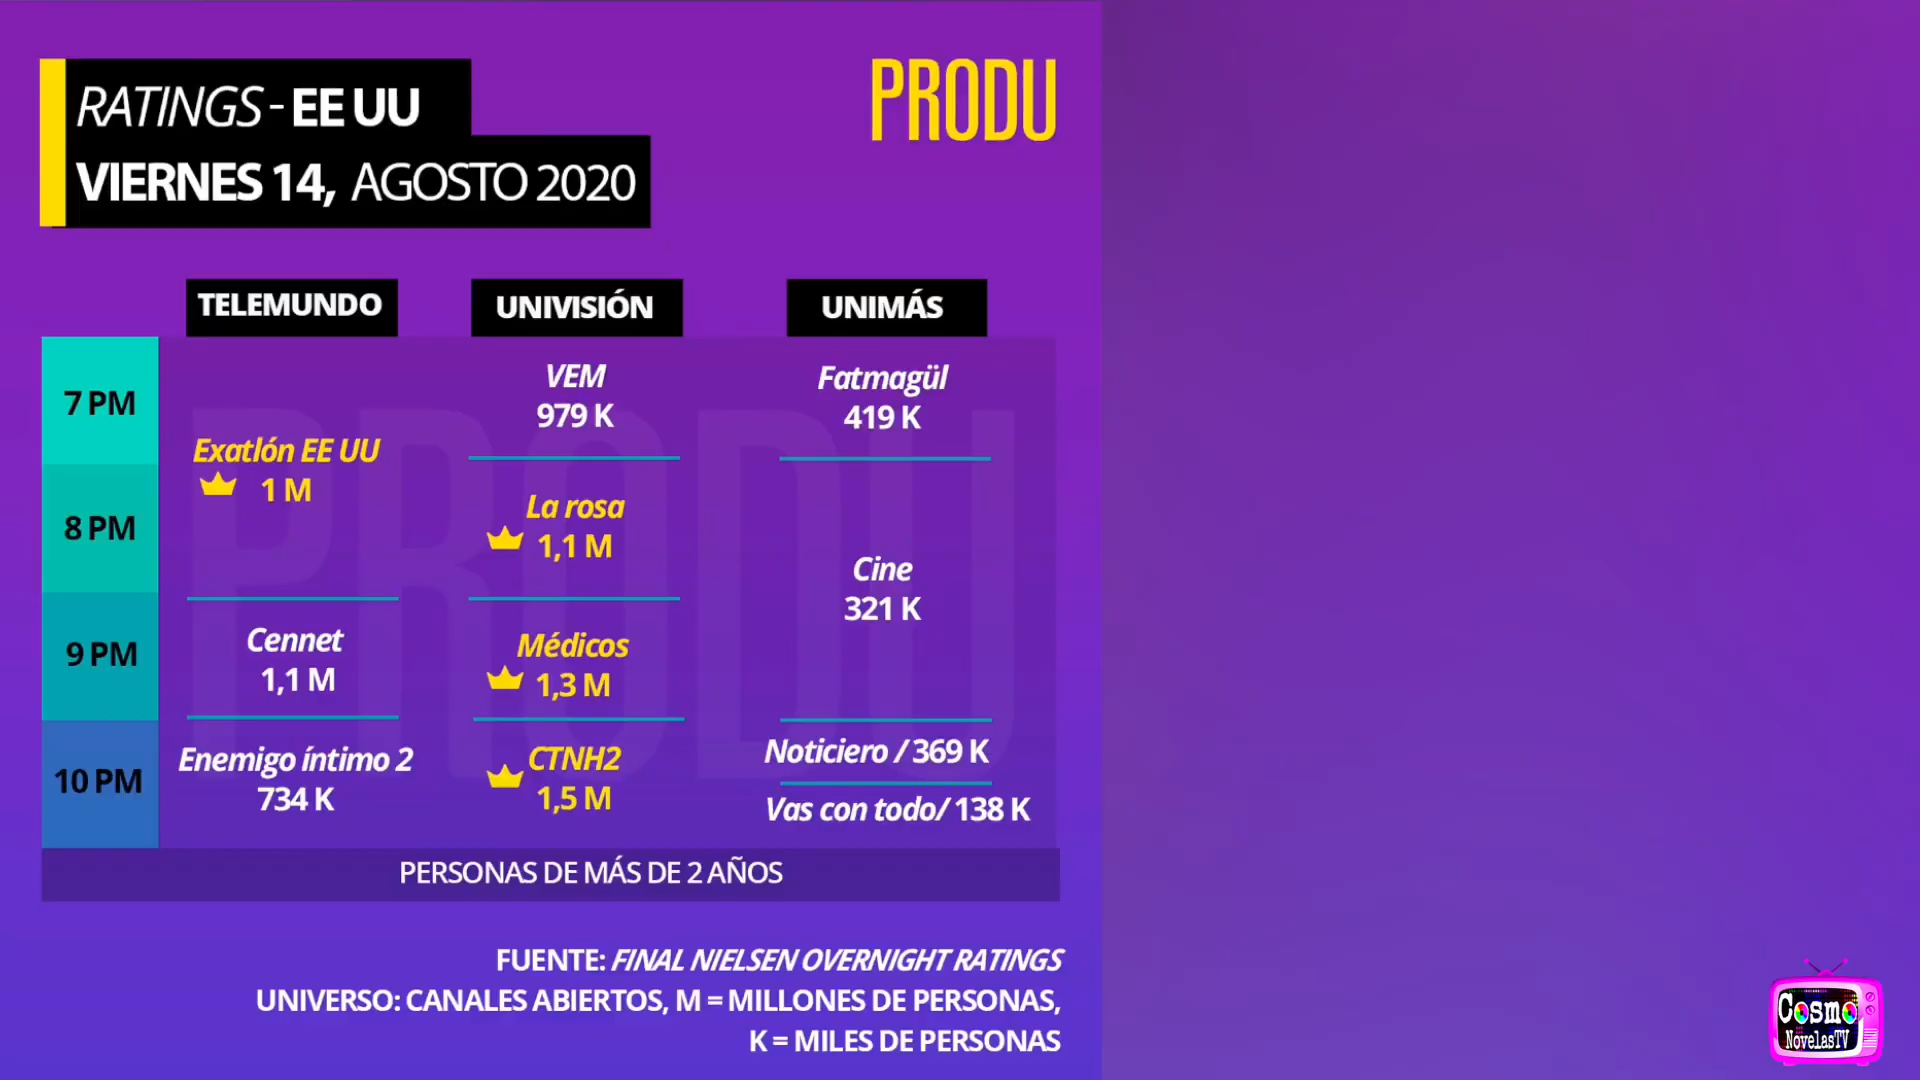 RATINGS - EE UU
VIERNES 14, AGOSTO 2020
PRODU
TELEMUNDO
UNIVISIÓN
UNIMÁS
7 PM
8 PM
9 PM
10 PM
Exatlón EE UU
1 M
Cennet
1,1 M
Enemigo íntimo 2
734 K
VEM
979 K
La rosa
1,1 M
Médicos
1,3 M
CTNH2
1,5 M
Fatmagül
419 K
Cine
321 K
Noticiero / 369 K
Vas con todo/ 138 K
PRODU
PERSONAS DE MÁS DE 2 AÑOS
FUENTE: FINAL NIELSEN OVERNIGHT RATINGS
UNIVERSO: CANALES ABIERTOS, M = MILLONES DE PERSONAS,
K = MILES DE PERSONAS
Cosmo
NovelasTV